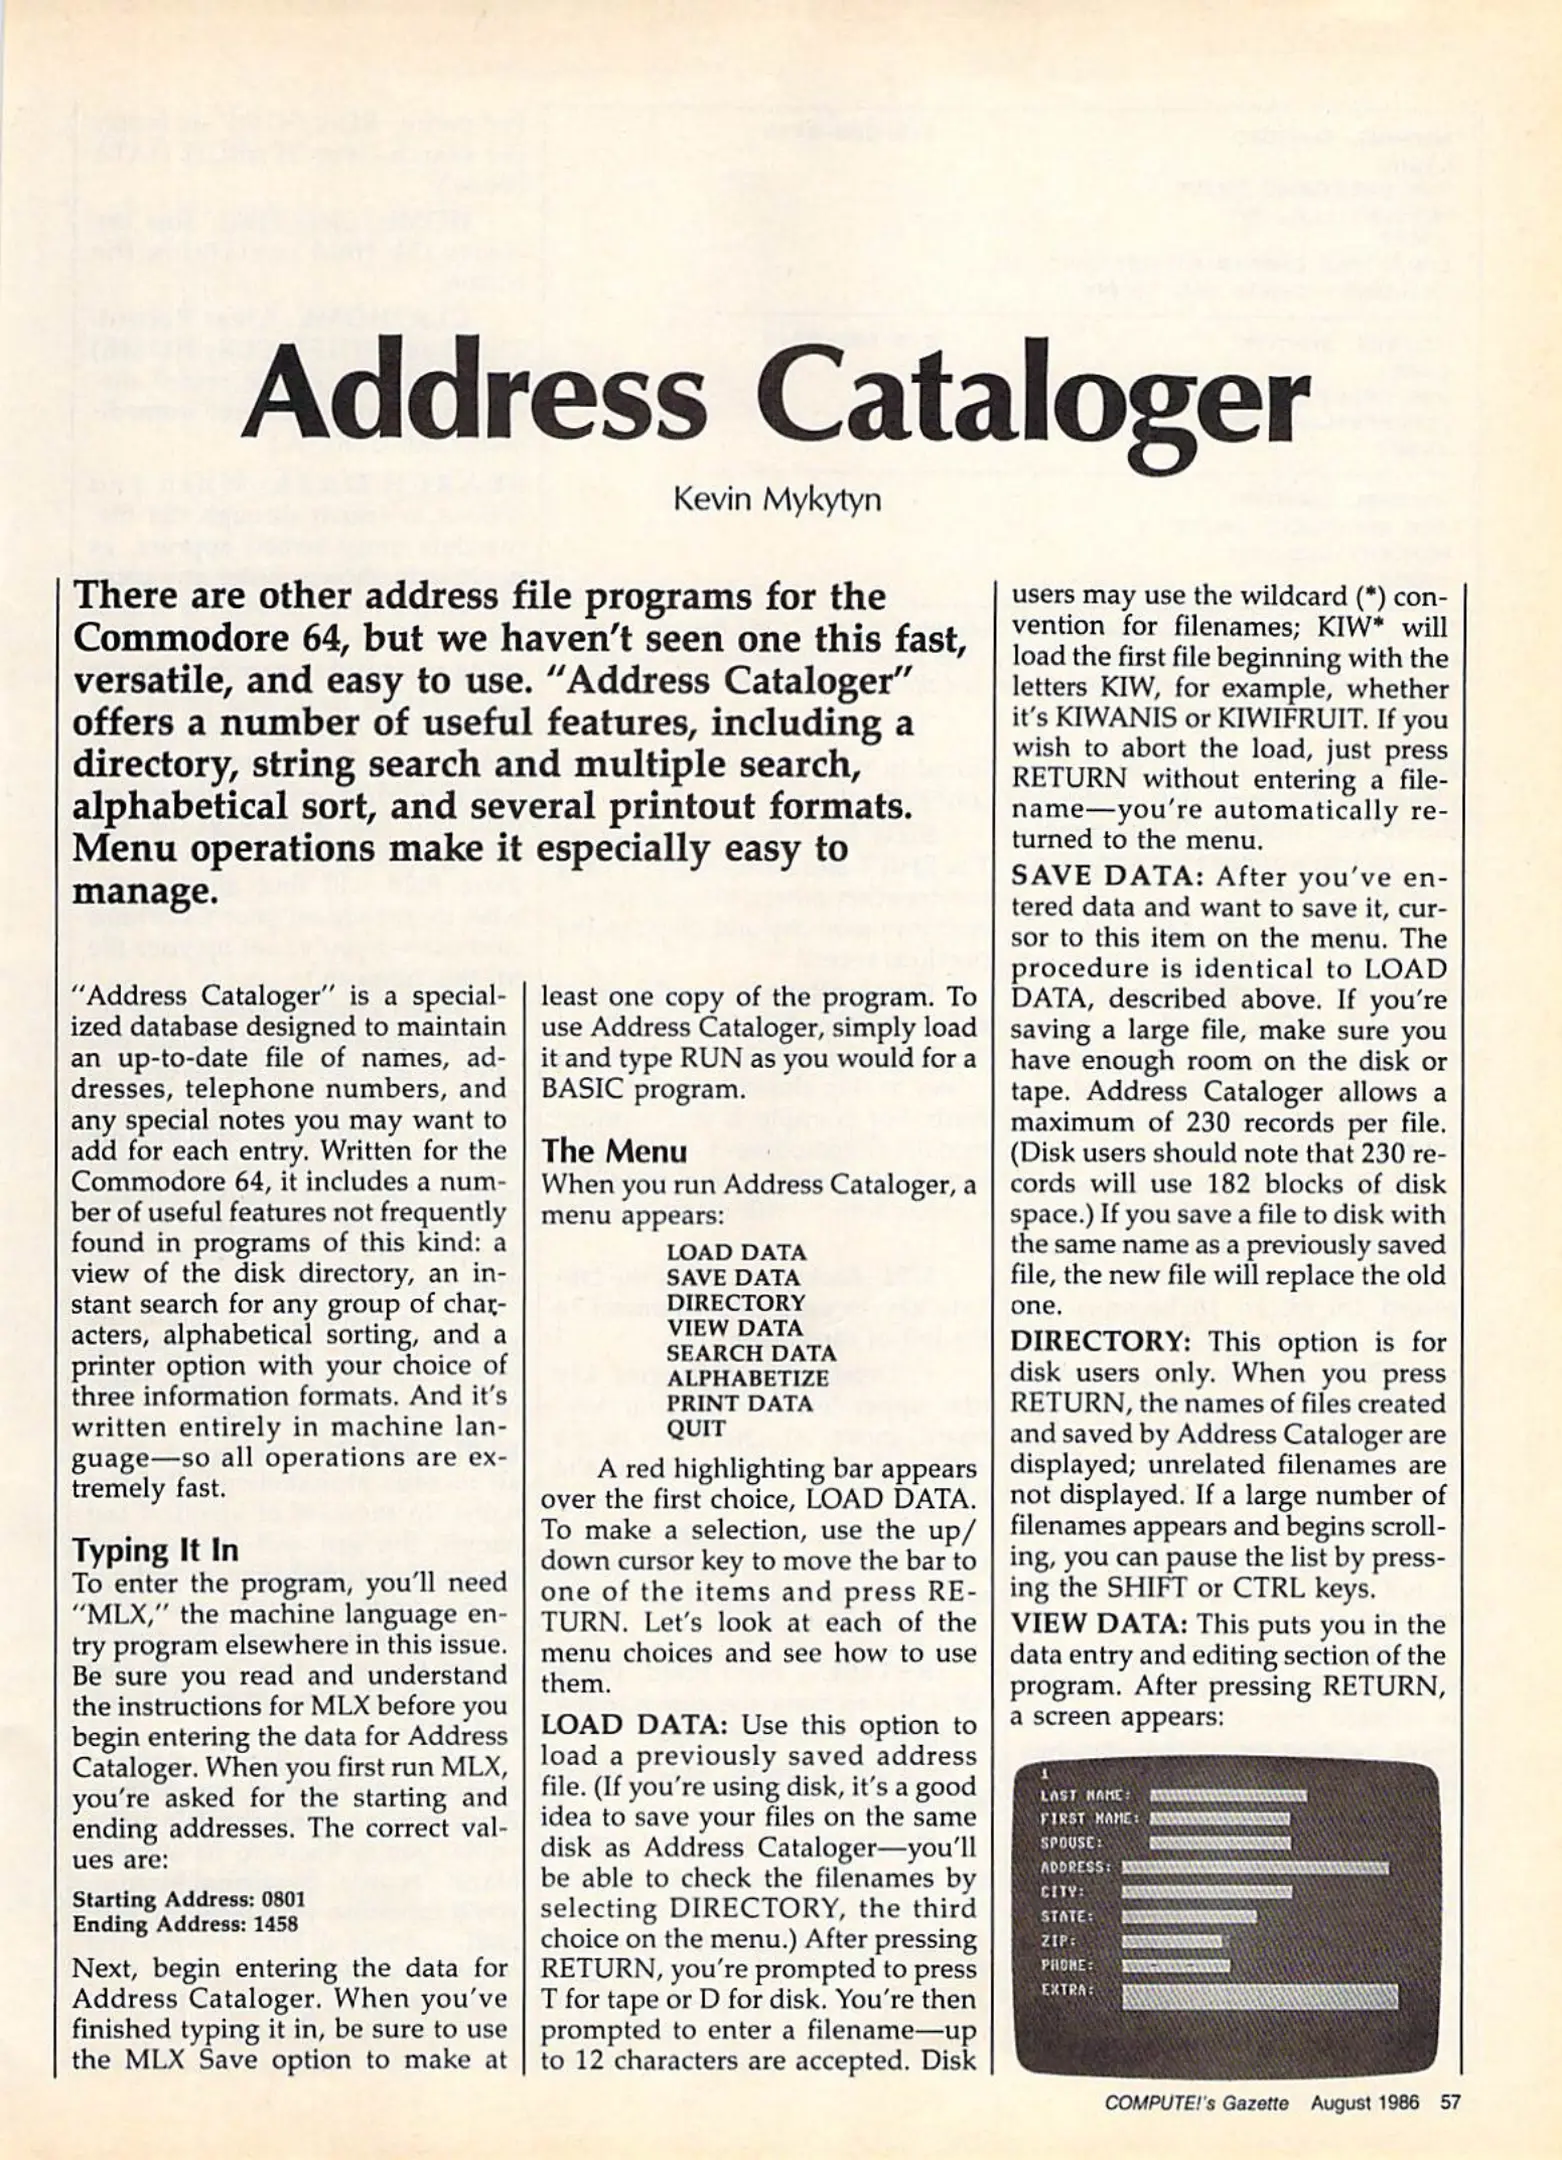 Address Cataloger
Kevin Mykytyn
There are other address file programs for the
Commodore 64, but we haven't seen one this fast,
versatile, and easy to use. "Address Cataloger"
offers a number of useful features, including a
directory, string search and multiple search,
alphabetical sort, and several printout formats.
Menu operations make it especially easy to
manage.
"Address Cataloger" is a special-
ized database designed to maintain
an up-to-date file of names, ad-
dresses, telephone numbers, and
any special notes you may want to
add for each entry. Written for the
Commodore 64, it includes a num-
ber of useful features not frequently
found in programs of this kind: a
view of the disk directory, an in-
stant search for any group of char-
acters, alphabetical sorting, and a
printer option with your choice of
three information formats. And it's
written entirely in machine lan-
guage—so all operations are ex-
tremely fast.
Typing It In
To enter the program, you'll need
"MLX," the machine language en-
try program elsewhere in this issue.
Be sure you read and understand
the instructions for MLX before you
begin entering the data for Address
Cataloger. When you first run MLX,
you're asked for the starting and
ending addresses. The correct val-
ues are:
Starting Address: 0801
Ending Address: 1458
Next, begin entering the data for
Address Cataloger. When you've
finished typing it in, be sure to use
the MLX Save option to make at
least one copy of the program. To
use Address Cataloger, simply load
it and type RUN as you would for a
BASIC program.
The Menu
When you run Address Cataloger, a
menu appears:
LOAD DATA
SAVE DATA
DIRECTORY
VIEW DATA
SEARCH DATA
ALPHABETIZE
PRINT DATA
QUIT
A red highlighting bar appears
over the first choice, LOAD DATA.
To make a selection, use the up/
down cursor key to move the bar to
one of the items and press RE-
TURN. Let's look at each of the
menu choices and see how to use
them.
LOAD DATA: Use this option to
load a previously saved address
file. (If you're using disk, it's a good
idea to save your files on the same
disk as Address Cataloger—you'll
be able to check the filenames by
selecting DIRECTORY, the third
choice on the menu.) After pressing
RETURN, you're prompted to press
T for tape or D for disk. You're then
prompted to enter a filename—up
to 12 characters are accepted. Disk
users may use the wildcard (*) con-
vention for filenames; KIW* will
load the first file beginning with the
letters KIW, for example, whether
it's KIWANIS or KIWIFRUIT. If you
wish to abort the load, just press
RETURN without entering a file-
name—you're automatically re-
turned to the menu.
SAVE DATA: After you've en-
tered data and want to save it, cur-
sor to this item on the menu. The
procedure is identical to LOAD
DATA, described above. If you're
saving a large file, make sure you
have enough room on the disk or
tape. Address Cataloger allows a
maximum of 230 records per file.
(Disk users should note that 230 re-
cords will use 182 blocks of disk
space.) If you save a file to disk with
the same name as a previously saved
file, the new file will replace the old
one.
DIRECTORY: This option is for
disk users only. When you press
RETURN, the names of files created
and saved by Address Cataloger are
displayed; unrelated filenames are
not displayed. If a large number of
filenames appears and begins scroll-
ing, you can pause the list by press-
ing the SHIFT or CTRL keys.
VIEW DATA: This puts you in the
data entry and editing section of the
program. After pressing RETURN,
a screen appears:
1
LAST NAME:
FIRST NAME:
SPOUSE:
ADDRESS:
CITY:
STATE:
ZIP:
PHONE:
EXTRA:
COMPUTE!'s Gazette August 1986 57